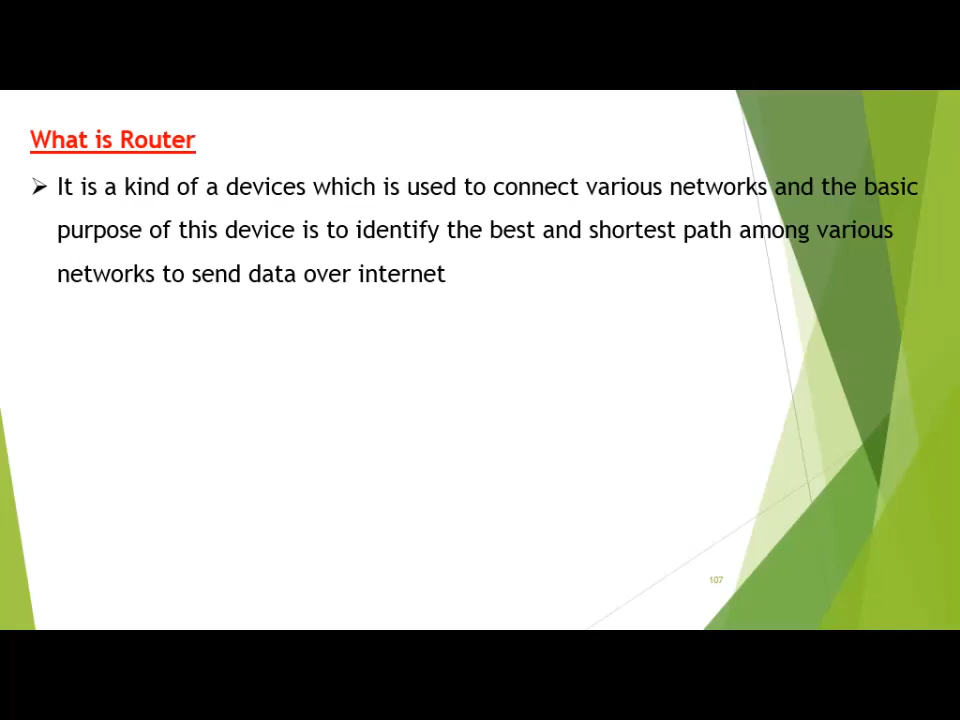 What is Router
➤ It is a kind of a devices which is used to connect various networks and the basic
purpose of this device is to identify the best and shortest path among various
networks to send data over internet
107